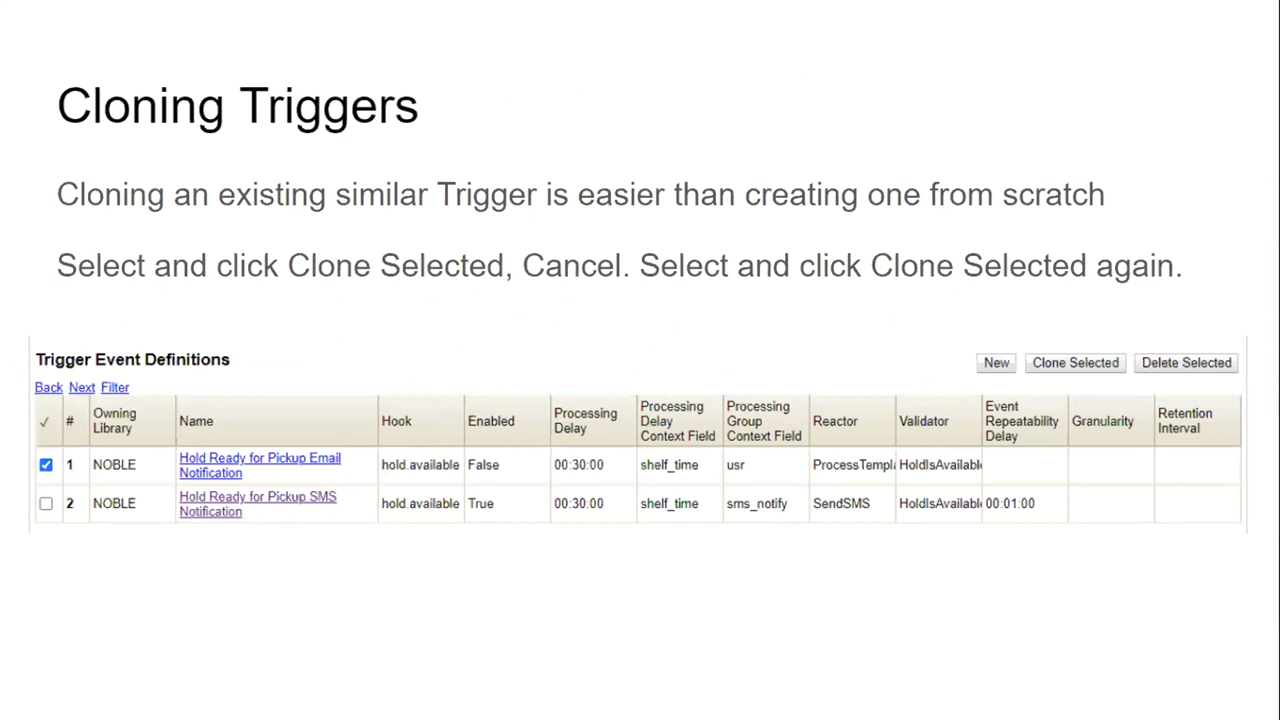 Cloning Triggers
Cloning an existing similar Trigger is easier than creating one from scratch
Select and click Clone Selected, Cancel. Select and click Clone Selected again.
Trigger Event Definitions
New Clone Selected Delete Selected
Back Next Filter
✓ # Owning Library Name Hook Enabled Processing Delay Processing Delay Context Field Processing Group Context Field Reactor Validator Event Repeatability Delay Granularity Retention Interval
1 NOBLE Hold Ready for Pickup Email Notification hold.available False 00:30:00 shelf_time usr ProcessTempla HoldIsAvailabl
2 NOBLE Hold Ready for Pickup SMS Notification hold.available True 00:30:00 shelf_time sms_notify SendSMS HoldIsAvailabl 00:01:00